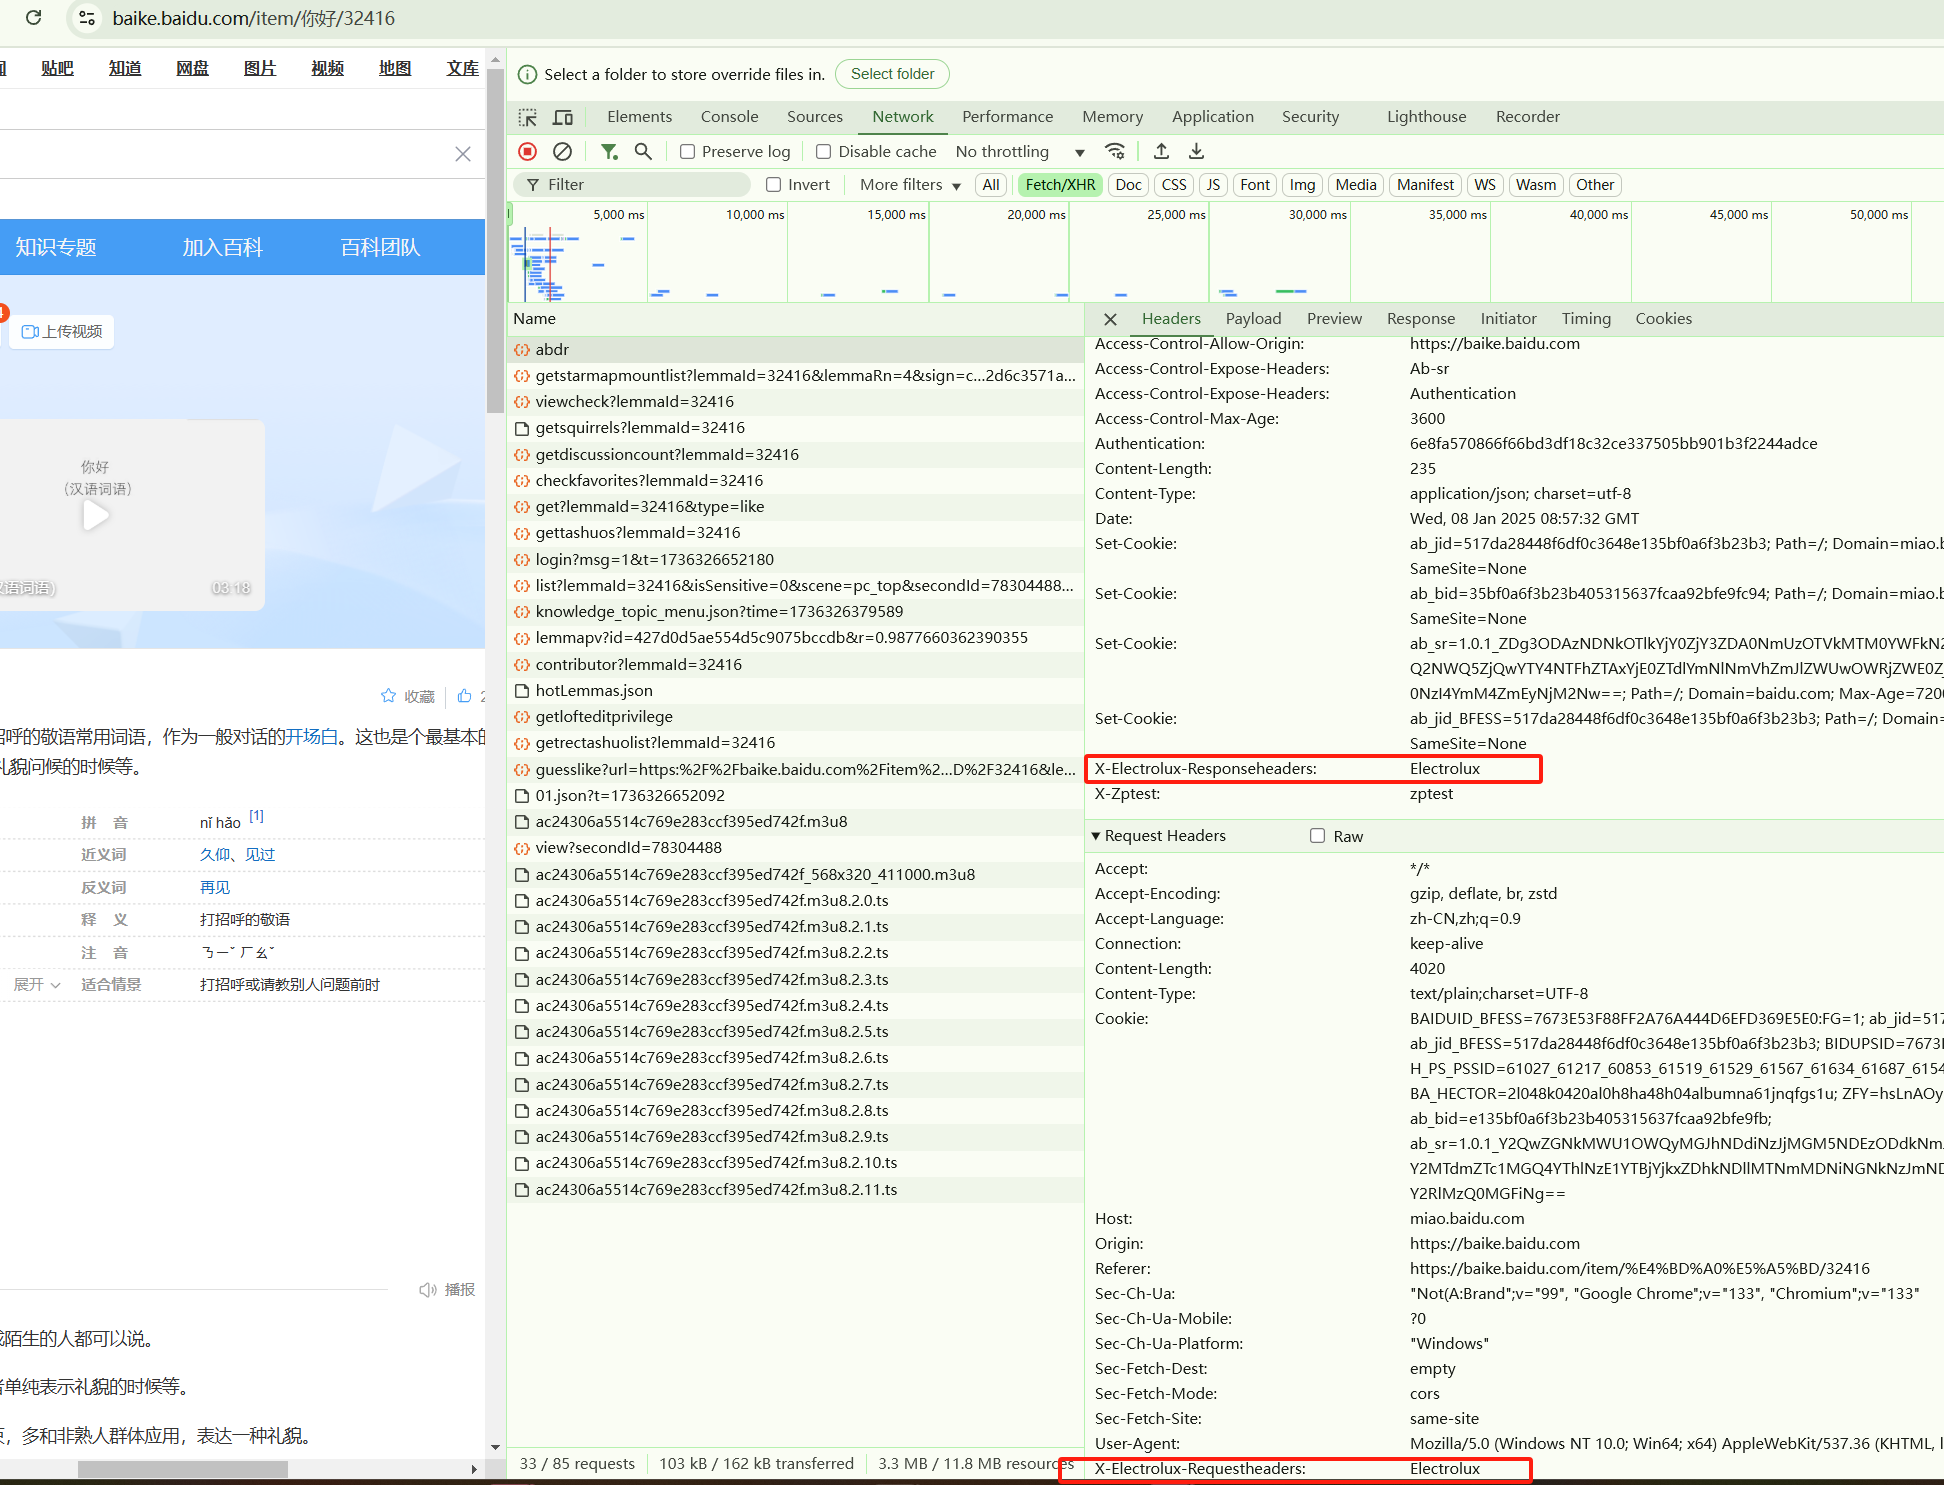 baike.baidu.com/item/你好/32416
贴吧 知道 网盘 图片 视频 地图 文库
知识专题 加入百科 百科团队
上传视频
你好
(汉语词语)
03:18
收藏
招呼的敬语常用词语，作为一般对话的开场白。这也是个最基本的
礼貌问候的时候等。
拼 音 nǐ hǎo [1]
近义词 久仰、见过
反义词 再见
释 义 打招呼的敬语
注 音 ㄋㄧˇ ㄏㄠˇ
展开 适合情景 打招呼或请教别人问题前时
播报
陌生的人都可以说。
单纯表示礼貌的时候等。
，多和非熟人群体应用，表达一种礼貌。
Select a folder to store override files in. Select folder
Elements Console Sources Network Performance Memory Application Security Lighthouse Recorder
Preserve log Disable cache No throttling
Filter Invert More filters All Fetch/XHR Doc CSS JS Font Img Media Manifest WS Wasm Other
5,000 ms 10,000 ms 15,000 ms 20,000 ms 25,000 ms 30,000 ms 35,000 ms 40,000 ms 45,000 ms 50,000 ms
Name
abdr
getstarmapmountlist?lemmaId=32416&lemmaRn=4&sign=c...2d6c3571a...
viewcheck?lemmaId=32416
getsquirrels?lemmaId=32416
getdiscussioncount?lemmaId=32416
checkfavorites?lemmaId=32416
get?lemmaId=32416&type=like
gettashuos?lemmaId=32416
login?msg=1&t=1736326652180
list?lemmaId=32416&isSensitive=0&scene=pc_top&secondId=78304488...
knowledge_topic_menu.json?time=1736326379589
lemmapv?id=427d0d5ae554d5c9075bccdb&r=0.9877660362390355
contributor?lemmaId=32416
hotLemmas.json
getlofteditprivilege
getrectashuolist?lemmaId=32416
guesslike?url=https:%2F%2Fbaike.baidu.com%2Fitem%2...D%2F32416&le...
01.json?t=1736326652092
ac24306a5514c769e283ccf395ed742f.m3u8
view?secondId=78304488
ac24306a5514c769e283ccf395ed742f_568x320_411000.m3u8
ac24306a5514c769e283ccf395ed742f.m3u8.2.0.ts
ac24306a5514c769e283ccf395ed742f.m3u8.2.1.ts
ac24306a5514c769e283ccf395ed742f.m3u8.2.2.ts
ac24306a5514c769e283ccf395ed742f.m3u8.2.3.ts
ac24306a5514c769e283ccf395ed742f.m3u8.2.4.ts
ac24306a5514c769e283ccf395ed742f.m3u8.2.5.ts
ac24306a5514c769e283ccf395ed742f.m3u8.2.6.ts
ac24306a5514c769e283ccf395ed742f.m3u8.2.7.ts
ac24306a5514c769e283ccf395ed742f.m3u8.2.8.ts
ac24306a5514c769e283ccf395ed742f.m3u8.2.9.ts
ac24306a5514c769e283ccf395ed742f.m3u8.2.10.ts
ac24306a5514c769e283ccf395ed742f.m3u8.2.11.ts
33 / 85 requests 103 kB / 162 kB transferred 3.3 MB / 11.8 MB resources
Headers Payload Preview Response Initiator Timing Cookies
Access-Control-Allow-Origin: https://baike.baidu.com
Access-Control-Expose-Headers: Ab-sr
Access-Control-Expose-Headers: Authentication
Access-Control-Max-Age: 3600
Authentication: 6e8fa570866f66bd3df18c32ce337505bb901b3f2244adce
Content-Length: 235
Content-Type: application/json; charset=utf-8
Date: Wed, 08 Jan 2025 08:57:32 GMT
Set-Cookie: ab_jid=517da28448f6df0c3648e135bf0a6f3b23b3; Path=/; Domain=miao.b
SameSite=None
Set-Cookie: ab_bid=35bf0a6f3b23b405315637fcaa92bfe9fc94; Path=/; Domain=miao.b
SameSite=None
Set-Cookie: ab_sr=1.0.1_ZDg3ODAzNDNkOTlkYjY0ZjY3ZDA0NmUzOTVkMTM0YWFkN2
Q2NWQ5ZjQwYTY4NTFhZTAxYjE0ZTdlYmNlNmVhZmJlZWUwOWRjZWE0Z
0NzI4YmM4ZmEyNjM2Nw==; Path=/; Domain=baidu.com; Max-Age=7200
Set-Cookie: ab_jid_BFESS=517da28448f6df0c3648e135bf0a6f3b23b3; Path=/; Domain=
SameSite=None
X-Electrolux-Responseheaders: Electrolux
X-Zptest: zptest
Request Headers Raw
Accept: */*
Accept-Encoding: gzip, deflate, br, zstd
Accept-Language: zh-CN,zh;q=0.9
Connection: keep-alive
Content-Length: 4020
Content-Type: text/plain;charset=UTF-8
Cookie: BAIDUID_BFESS=7673E53F88FF2A76A444D6EFD369E5E0:FG=1; ab_jid=517
ab_jid_BFESS=517da28448f6df0c3648e135bf0a6f3b23b3; BIDUPSID=7673
H_PS_PSSID=61027_61217_60853_61519_61529_61567_61634_61687_6154
BA_HECTOR=2l048k0420al0h8ha48h04albumna61jnqfgs1u; ZFY=hsLnAOy
ab_bid=e135bf0a6f3b23b405315637fcaa92bfe9fb;
ab_sr=1.0.1_Y2QwZGNkMWU1OWQyMGJhNDdiNzJjMGM5NDEzODdkNm
Y2MTdmZTc1MGQ4YThlNzE1YTBjYjkxZDhkNDllMTNmMDNiNGNkNzJmND
Y2RlMzQ0MGFiNg==
Host: miao.baidu.com
Origin: https://baike.baidu.com
Referer: https://baike.baidu.com/item/%E4%BD%A0%E5%A5%BD/32416
Sec-Ch-Ua: "Not(A:Brand";v="99", "Google Chrome";v="133", "Chromium";v="133"
Sec-Ch-Ua-Mobile: ?0
Sec-Ch-Ua-Platform: "Windows"
Sec-Fetch-Dest: empty
Sec-Fetch-Mode: cors
Sec-Fetch-Site: same-site
User-Agent: Mozilla/5.0 (Windows NT 10.0; Win64; x64) AppleWebKit/537.36 (KHTML, l
X-Electrolux-Requestheaders: Electrolux